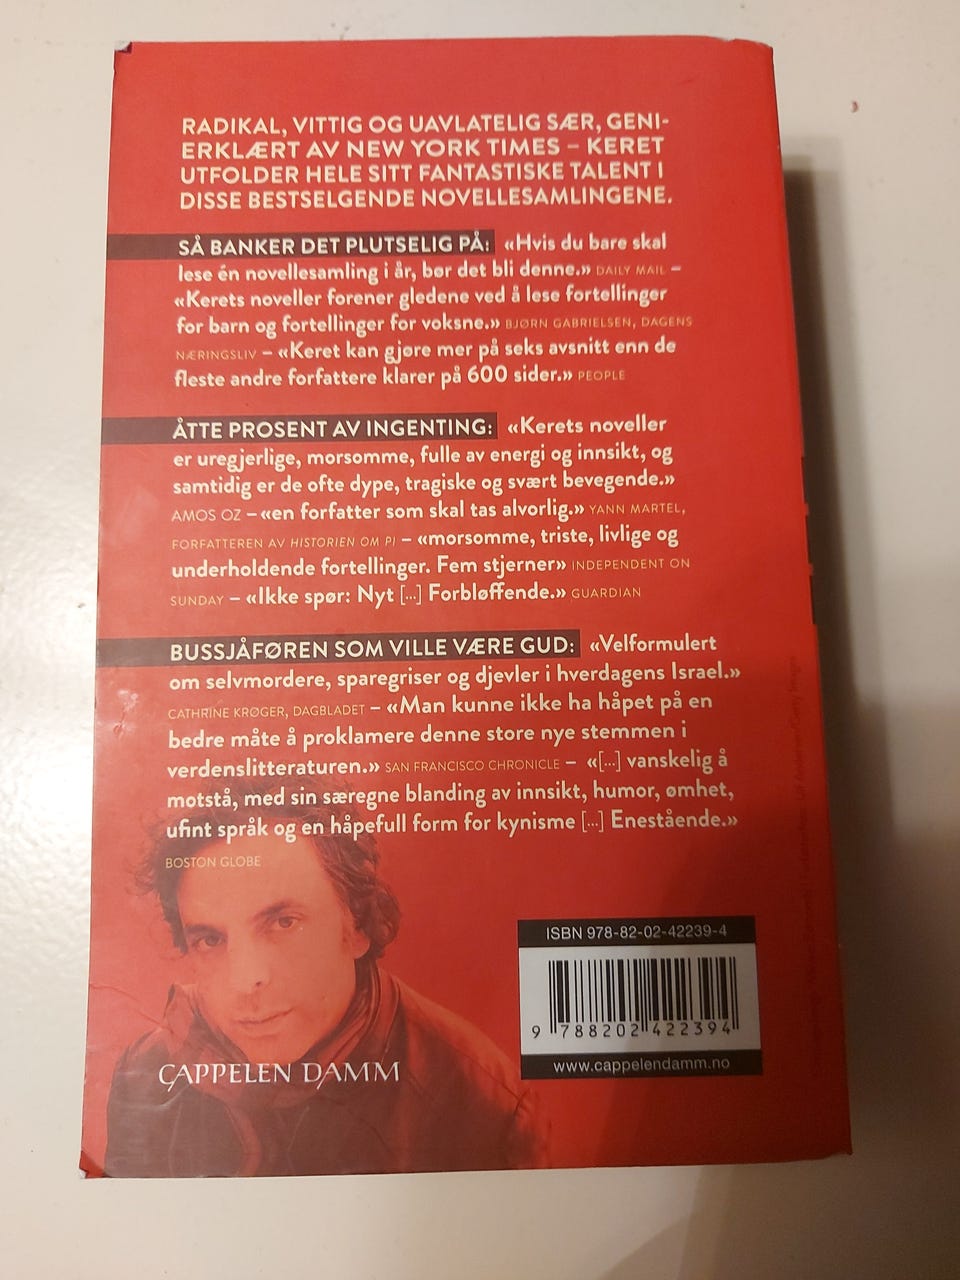 RADIKAL, VITTIG OG UAVLATELIG SÆR, GENI-
ERKLÆRT AV NEW YORK TIMES – KERET
UTFOLDER HELE SITT FANTASTISKE TALENT I
DISSE BESTSELGENDE NOVELLESAMLINGENE.
SÅ BANKER DET PLUTSELIG PÅ: «Hvis du bare skal
lese én novellesamling i år, bør det bli denne.» DAILY MAIL –
«Kerets noveller forener gledene ved å lese fortellinger
for barn og fortellinger for voksne.» BJØRN GABRIELSEN, DAGENS
NÆRINGSLIV – «Keret kan gjøre mer på seks avsnitt enn de
fleste andre forfattere klarer på 600 sider.» PEOPLE
ÅTTE PROSENT AV INGENTING: «Kerets noveller
er uregjerlige, morsomme, fulle av energi og innsikt, og
samtidig er de ofte dype, tragiske og svært bevegende.»
AMOS OZ – «en forfatter som skal tas alvorlig.» YANN MARTEL,
FORFATTEREN AV HISTORIEN OM PI – «morsomme, triste, livlige og
underholdende fortellinger. Fem stjerner» INDEPENDENT ON
SUNDAY – «Ikke spør: Nyt [...] Forbløffende.» GUARDIAN
BUSSJÅFØREN SOM VILLE VÆRE GUD: «Velformulert
om selvmordere, sparegriser og djevler i hverdagens Israel.»
CATHRINE KRØGER, DAGBLADET – «Man kunne ikke ha håpet på en
bedre måte å proklamere denne store nye stemmen i
verdenslitteraturen.» SAN FRANCISCO CHRONICLE – «[...] vanskelig å
motstå, med sin særegne blanding av innsikt, humor, ømhet,
ufint språk og en håpefull form for kynisme [...] Enestående.»
BOSTON GLOBE
ISBN 978-82-02-42239-4
9 788202 422394
www.cappelendamm.no
CAPPELEN DAMM